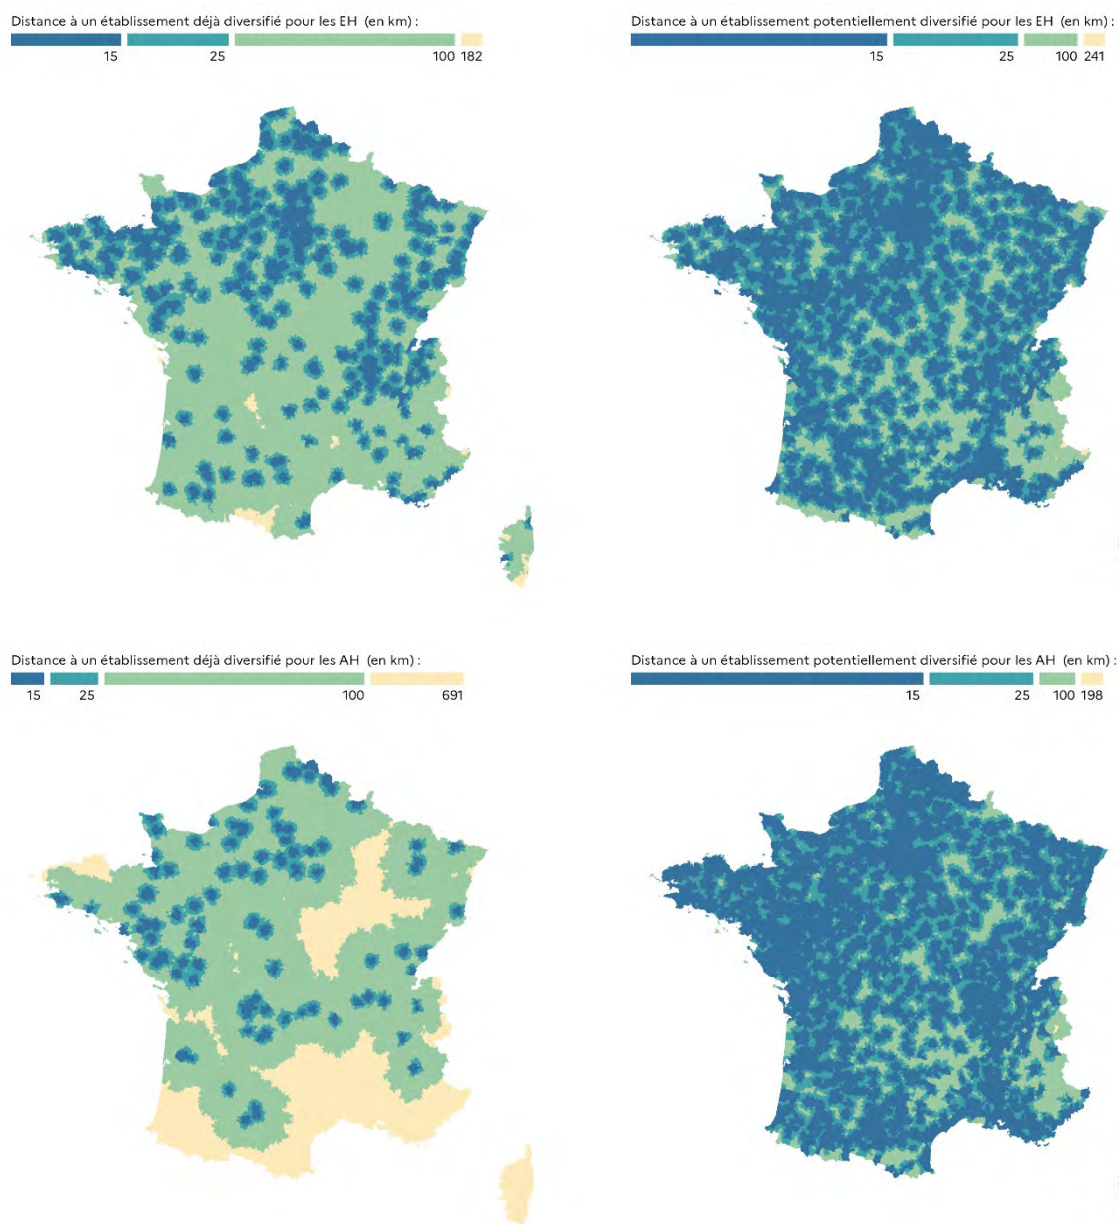 Distance à un établissement déjà diversifié pour les EH (en km) :
15 25 100 182
Distance à un établissement potentiellement diversifié pour les EH (en km) :
15 25 100 241
Distance à un établissement déjà diversifié pour les AH (en km) :
15 25 100 691
Distance à un établissement potentiellement diversifié pour les AH (en km) :
15 25 100 198